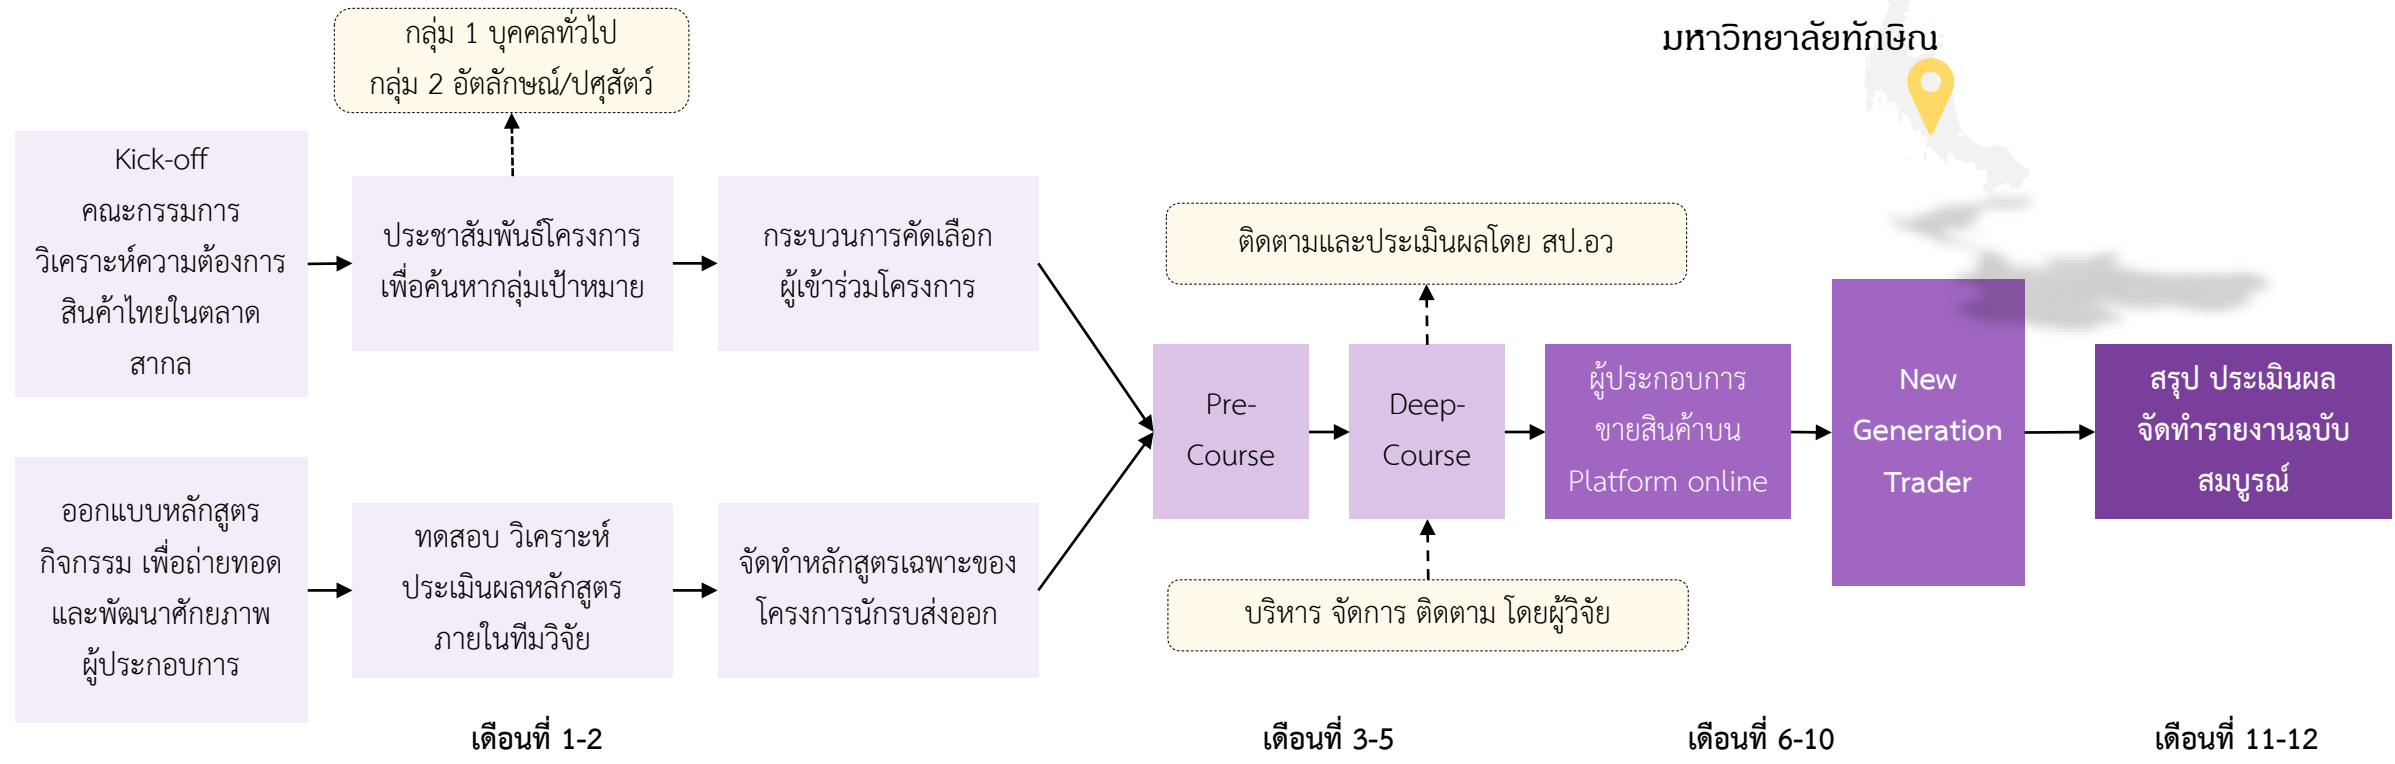 กลุ่ม 1 บุคคลทั่วไป
กลุ่ม 2 อัตลักษณ์/ปศุสัตว์
มหาวิทยาลัยทักษิณ
Kick-off
คณะกรรมการ
วิเคราะห์ความต้องการ
สินค้าไทยในตลาด
สากล
ประชาสัมพันธ์โครงการ
เพื่อค้นหากลุ่มเป้าหมาย
กระบวนการคัดเลือก
ผู้เข้าร่วมโครงการ
ติดตามและประเมินผลโดย สป.อว
Pre-
Course
Deep-
Course
ผู้ประกอบการ
ขายสินค้าบน
Platform online
New
Generation
Trader
สรุป ประเมินผล
จัดทำรายงานฉบับ
สมบูรณ์
ออกแบบหลักสูตร
กิจกรรม เพื่อถ่ายทอด
และพัฒนาศักยภาพ
ผู้ประกอบการ
ทดสอบ วิเคราะห์
ประเมินผลหลักสูตร
ภายในทีมวิจัย
จัดทำหลักสูตรเฉพาะของ
โครงการนักรบส่งออก
บริหาร จัดการ ติดตาม โดยผู้วิจัย
เดือนที่ 1-2
เดือนที่ 3-5
เดือนที่ 6-10
เดือนที่ 11-12